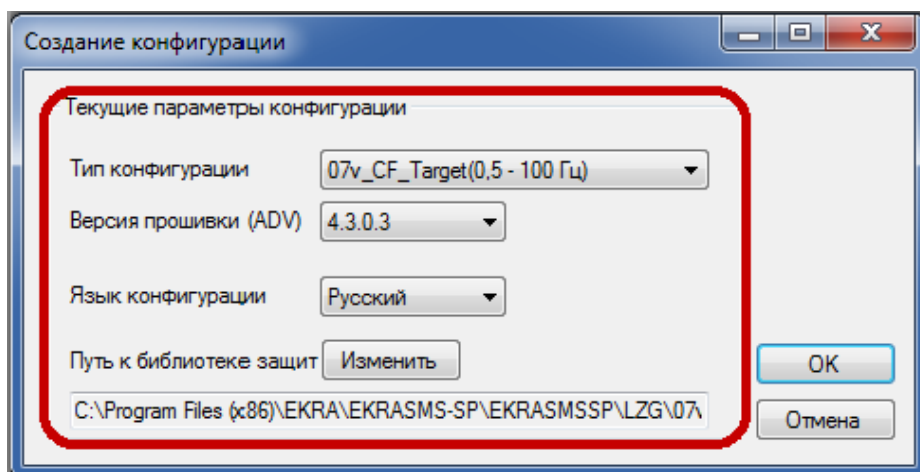 Создание конфигурации
Текущие параметры конфигурации
Тип конфигурации 07v_CF_Target(0,5 - 100 Гц)
Версия прошивки (ADV) 4.3.0.3
Язык конфигурации Русский
Путь к библиотеке защит Изменить
OK
C:\Program Files (x86)\EKRA\EKRASMS-SP\EKRASMSSP\LZG\07v
Отмена